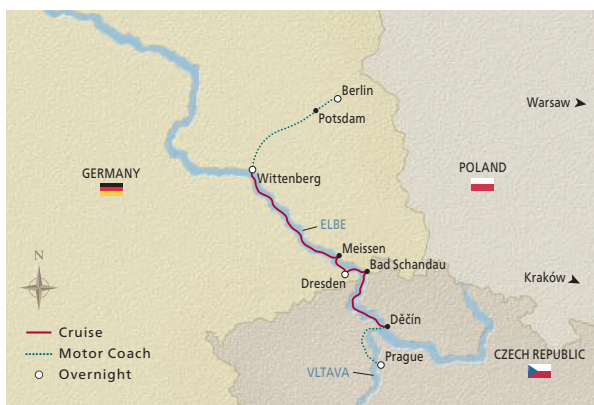 Berlin
Warsaw
Potsdam
POLAND
GERMANY
Wittenberg
ELBE
Meissen
N
Bad Schandau
Kraków
Dresden
Děčín
Cruise
Motor Coach
Prague
CZECH REPUBLIC
VLTAVA
Overnight